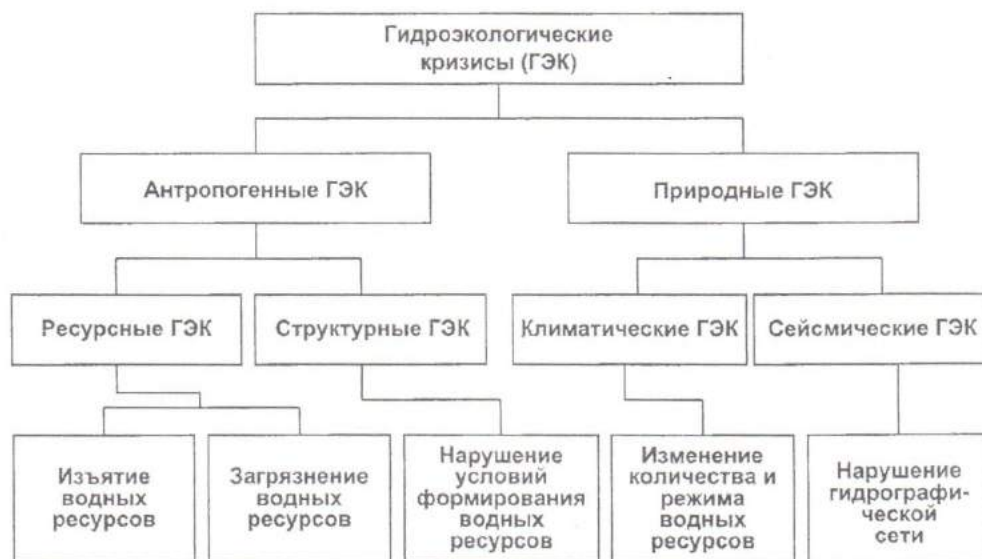 Гидроэкологические
кризисы (ГЭК)
Антропогенные ГЭК
Природные ГЭК
Ресурсные ГЭК
Структурные ГЭК
Климатические ГЭК
Сейсмические ГЭК
Изъятие
водных
ресурсов
Загрязнение
водных
ресурсов
Нарушение
условий
формирования
водных
ресурсов
Изменение
количества и
режима
водных
ресурсов
Нарушение
гидрографи-
ческой
сети